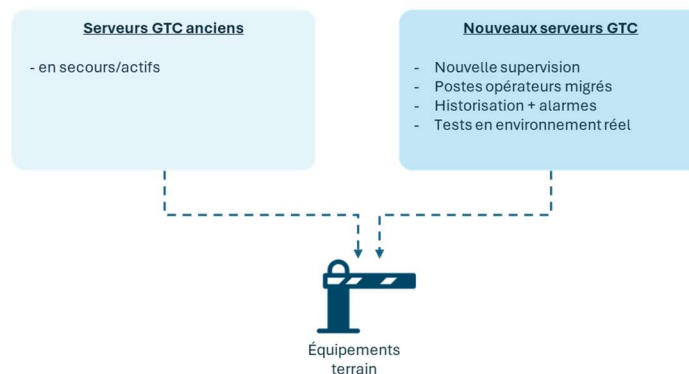 Serveurs GTC anciens
- en secours/actifs
Nouveaux serveurs GTC
- Nouvelle supervision
- Postes opérateurs migrés
- Historisation + alarmes
- Tests en environnement réel
Équipements
terrain